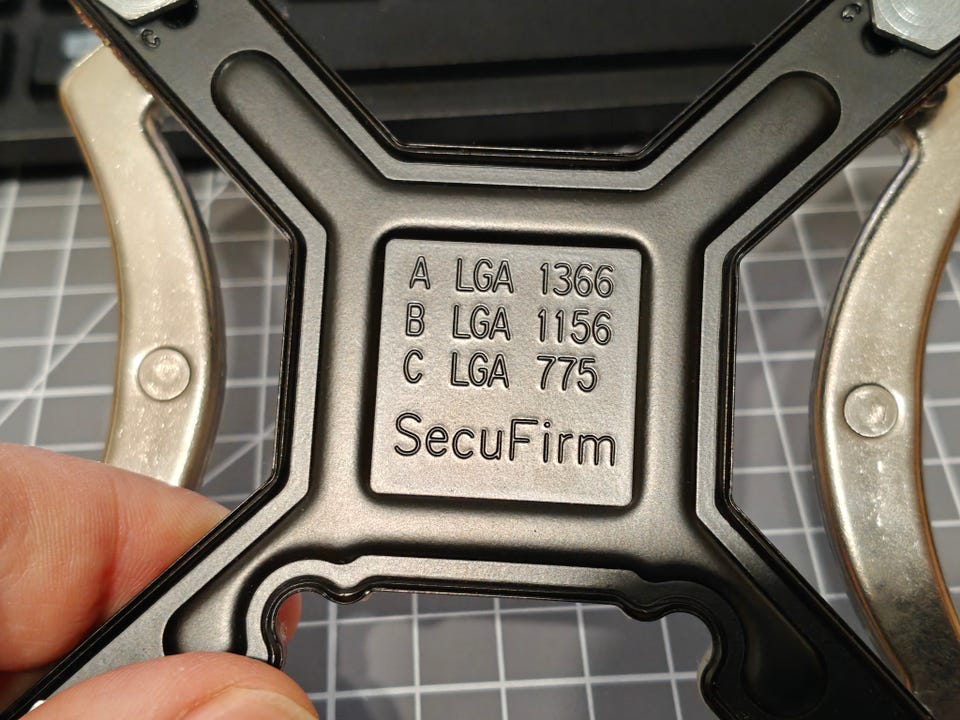 C
C
A LGA 1366
B LGA 1156
C LGA 775
SecuFirm